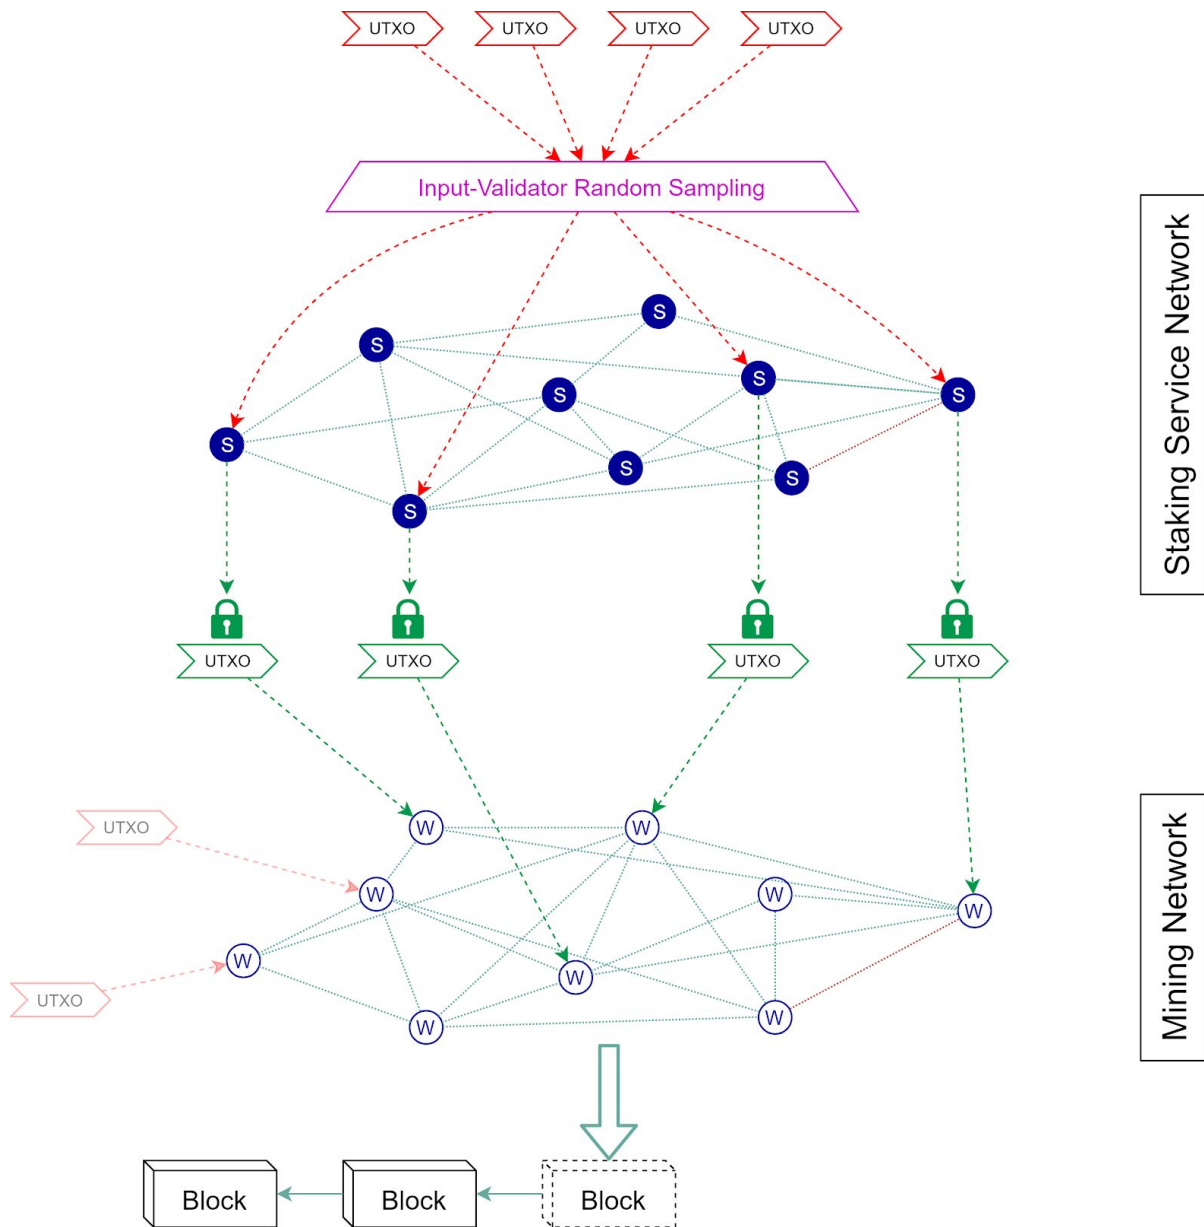 UTXO
UTXO
UTXO
UTXO
Input-Validator Random Sampling
Staking Service Network
S
S
S
S
S
S
S
S
S
UTXO
UTXO
UTXO
UTXO
Mining Network
UTXO
W
W
W
W
W
W
W
W
W
UTXO
Block
Block
Block